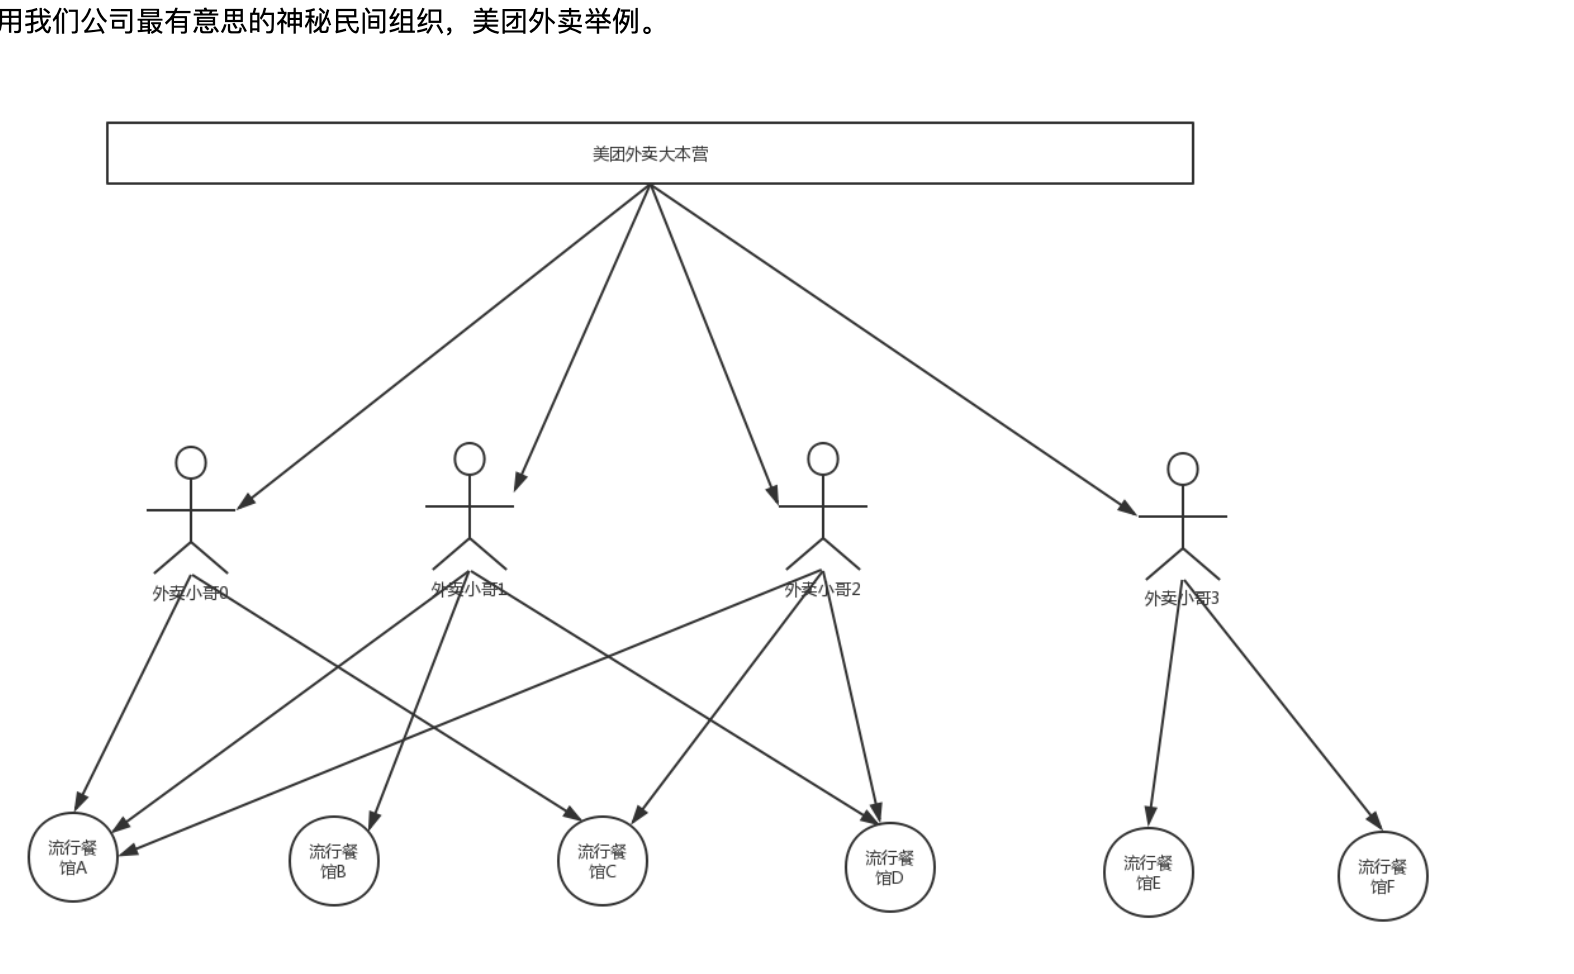 用我们公司最有意思的神秘民间组织，美团外卖举例。
美团外卖大本营
外卖小哥0
外卖小哥1
外卖小哥2
外卖小哥3
流行餐
馆A
流行餐
馆B
流行餐
馆C
流行餐
馆D
流行餐
馆E
流行餐
馆F